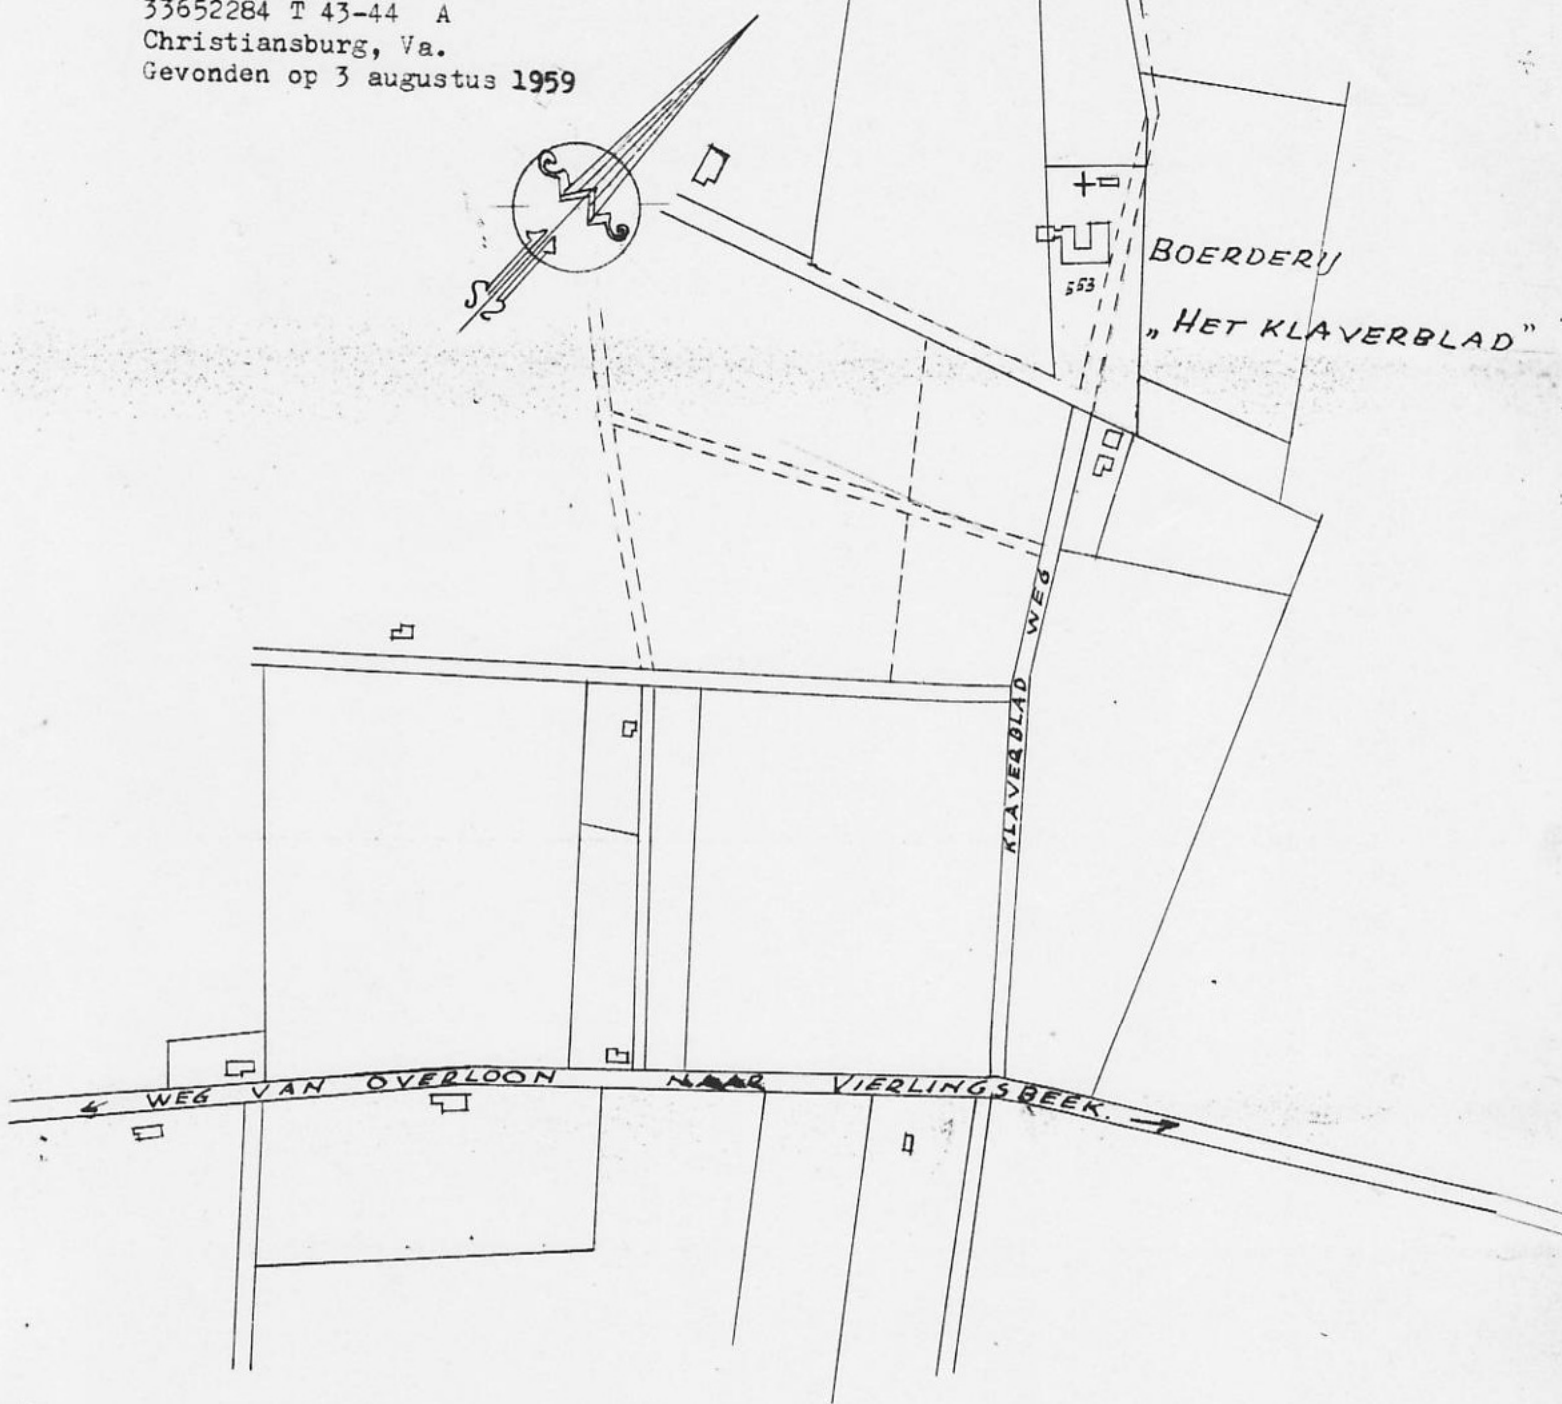 33652284 T 43-44 A
Christiansburg, Va.
Gevonden op 3 augustus 1959
N
Z
BOERDERIJ
553
„HET KLAVERBLAD”
KLAVERBLAD WEG
WEG VAN OVERLOON NAAR VIERLINGSBEEK.